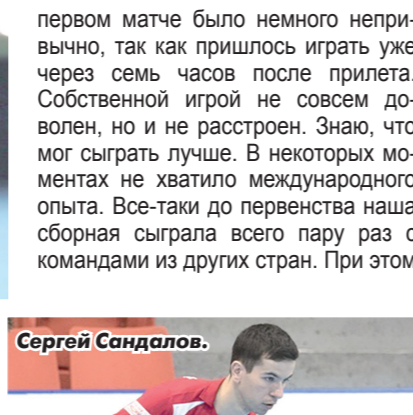 первом матче было немного непри-
вычно, так как пришлось играть уже
через семь часов после прилета.
Собственной игрой не совсем до-
волен, но и не расстроен. Знаю, что
мог сыграть лучше. В некоторых мо-
ментах не хватило международного
опыта. Все-таки до первенства наша
сборная сыграла всего пару раз с
командами из других стран. При этом
Сергей Сандалов.